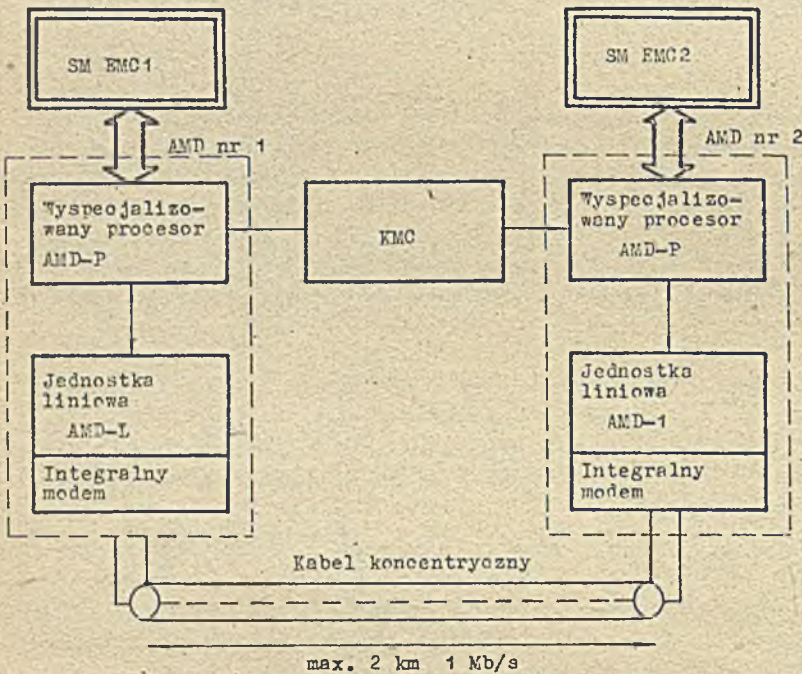 SM EMC1
SM EMC2
AMD nr 1
AMD nr 2
Wyspecjalizo-
wany procesor
AMD-P
KMC
Wyspecjalizo-
wany procesor
AMD-P
Jednostka
liniowa
AMD-L
Integralny
modem
Jednostka
liniowa
AMD-1
Integralny
modem
Kabel koncentryczny
max. 2 km 1 Mb/s